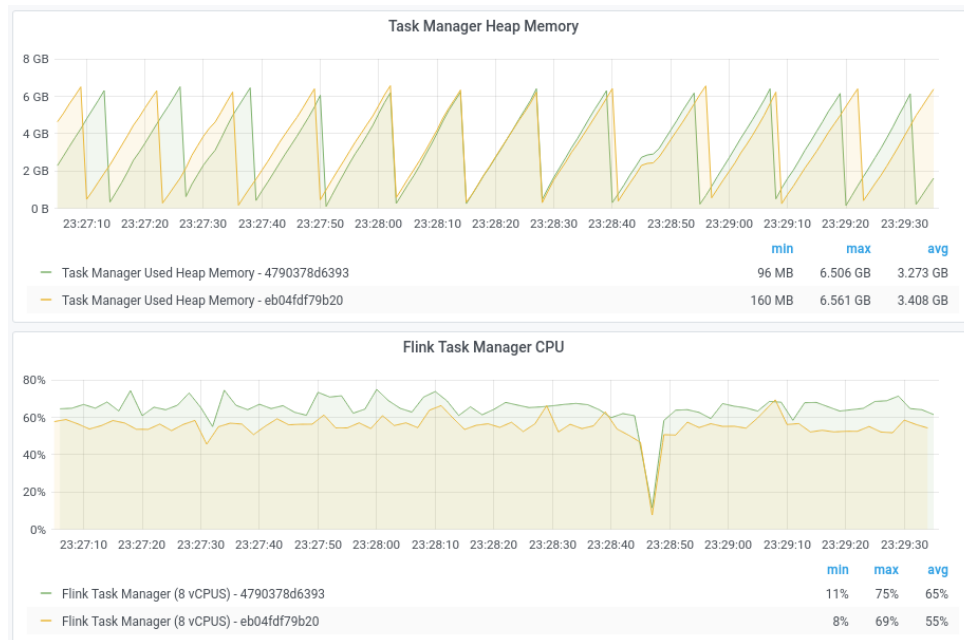 Task Manager Heap Memory
8 GB
6 GB
4 GB
2 GB
0 B
23:27:10 23:27:20 23:27:30 23:27:40 23:27:50 23:28:00 23:28:10 23:28:20 23:28:30 23:28:40 23:28:50 23:29:00 23:29:10 23:29:20 23:29:30
min max avg
Task Manager Used Heap Memory - 4790378d6393 96 MB 6.506 GB 3.273 GB
Task Manager Used Heap Memory - eb04fdf79b20 160 MB 6.561 GB 3.408 GB
Flink Task Manager CPU
80%
60%
40%
20%
0%
23:27:10 23:27:20 23:27:30 23:27:40 23:27:50 23:28:00 23:28:10 23:28:20 23:28:30 23:28:40 23:28:50 23:29:00 23:29:10 23:29:20 23:29:30
min max avg
Flink Task Manager (8 vCPUS) - 4790378d6393 11% 75% 65%
Flink Task Manager (8 vCPUS) - eb04fdf79b20 8% 69% 55%